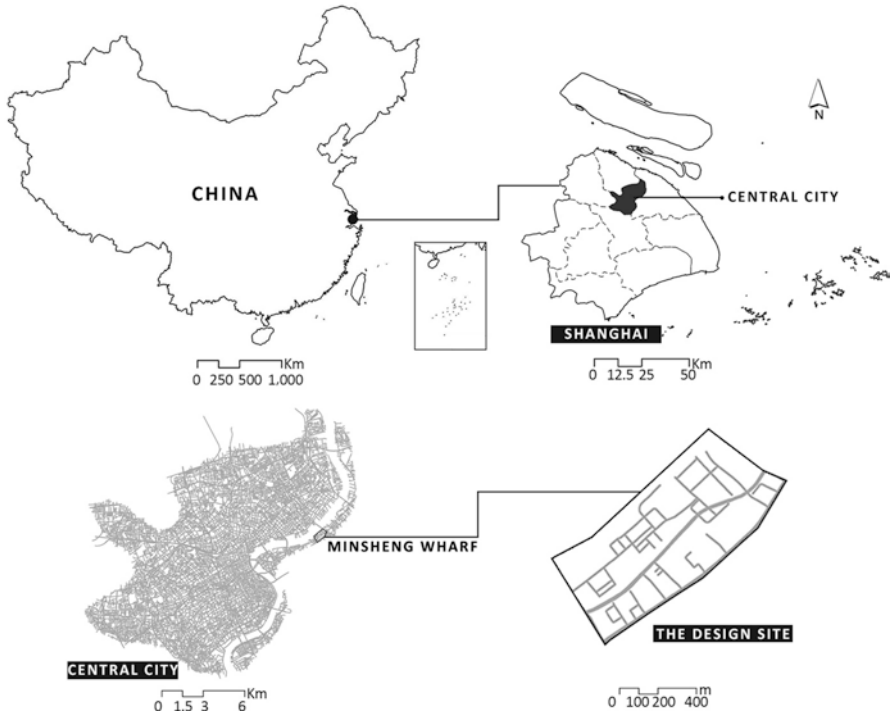 N
CHINA
CENTRAL CITY
SHANGHAI
Km
0 250 500 1,000
Km
0 12.5 25 50
MINSHENG WHARF
THE DESIGN SITE
CENTRAL CITY
Km
0 1.5 3 6
m
0 100 200 400